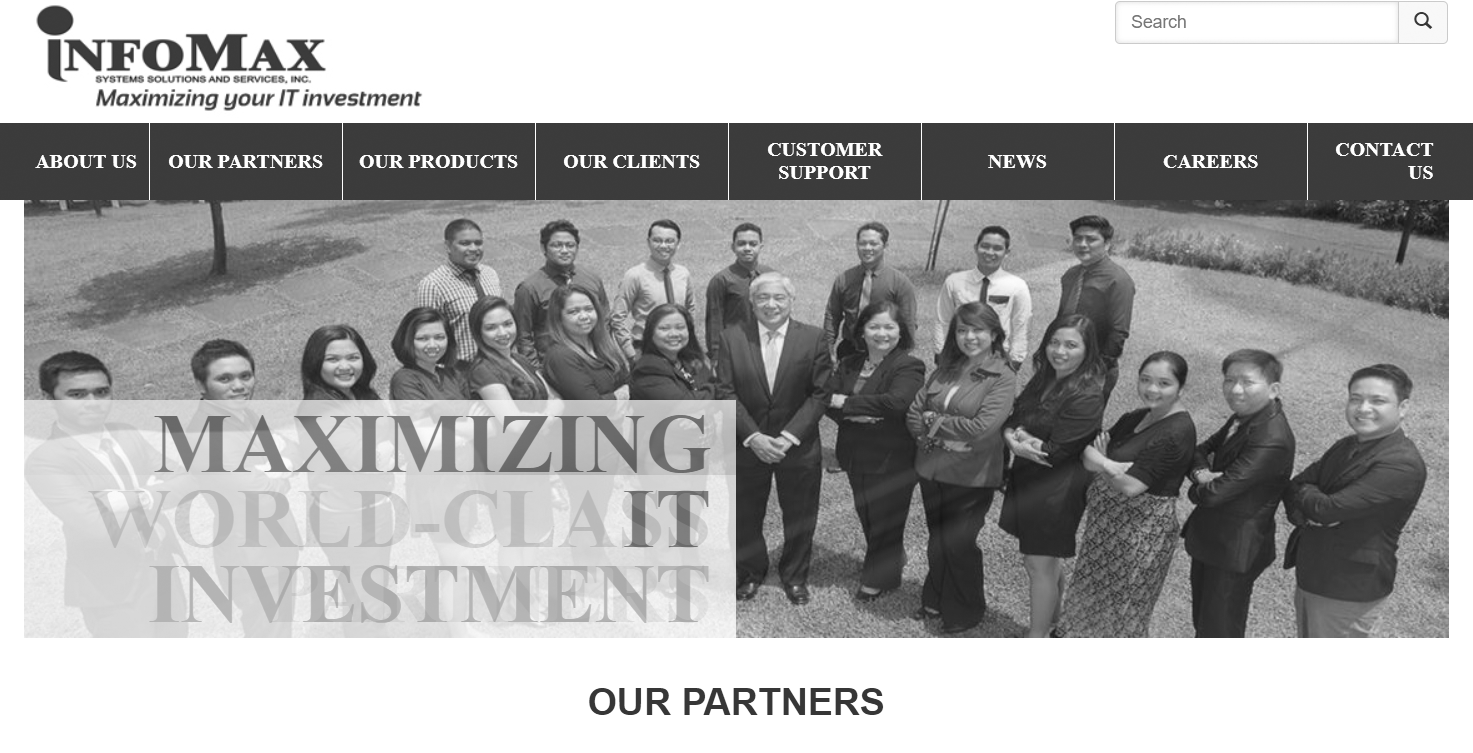 INFOMAX
SYSTEMS SOLUTIONS AND SERVICES, INC.
Maximizing your IT investment
Search
ABOUT US
OUR PARTNERS
OUR PRODUCTS
OUR CLIENTS
CUSTOMER
SUPPORT
NEWS
CAREERS
CONTACT
US
MAXIMIZING
WORLD-CLASS
IT
INVESTMENT
OUR PARTNERS